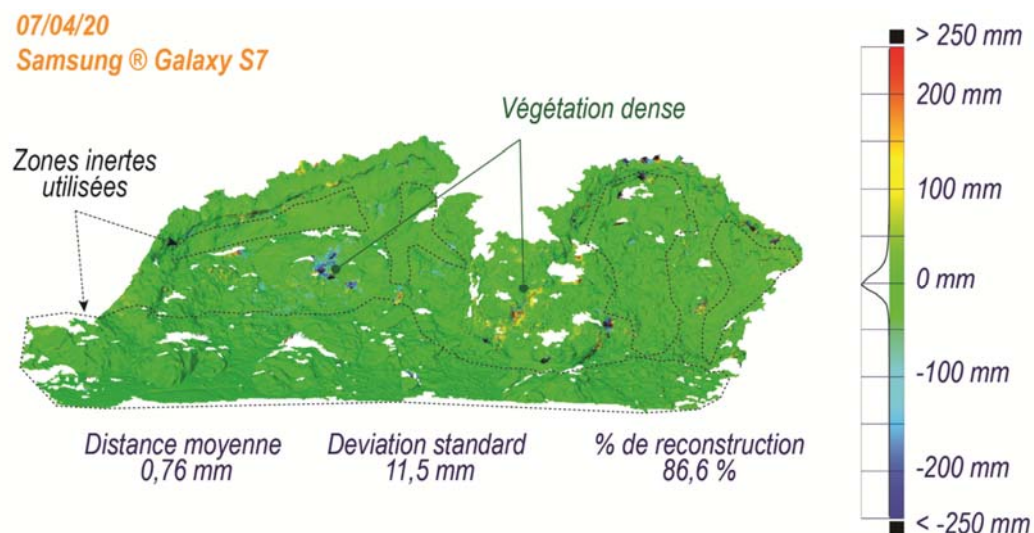 07/04/20
Samsung ® Galaxy S7
Végétation dense
Zones inertes
utilisées
> 250 mm
200 mm
100 mm
0 mm
-100 mm
-200 mm
< -250 mm
Distance moyenne
0,76 mm
Deviation standard
11,5 mm
% de reconstruction
86,6 %